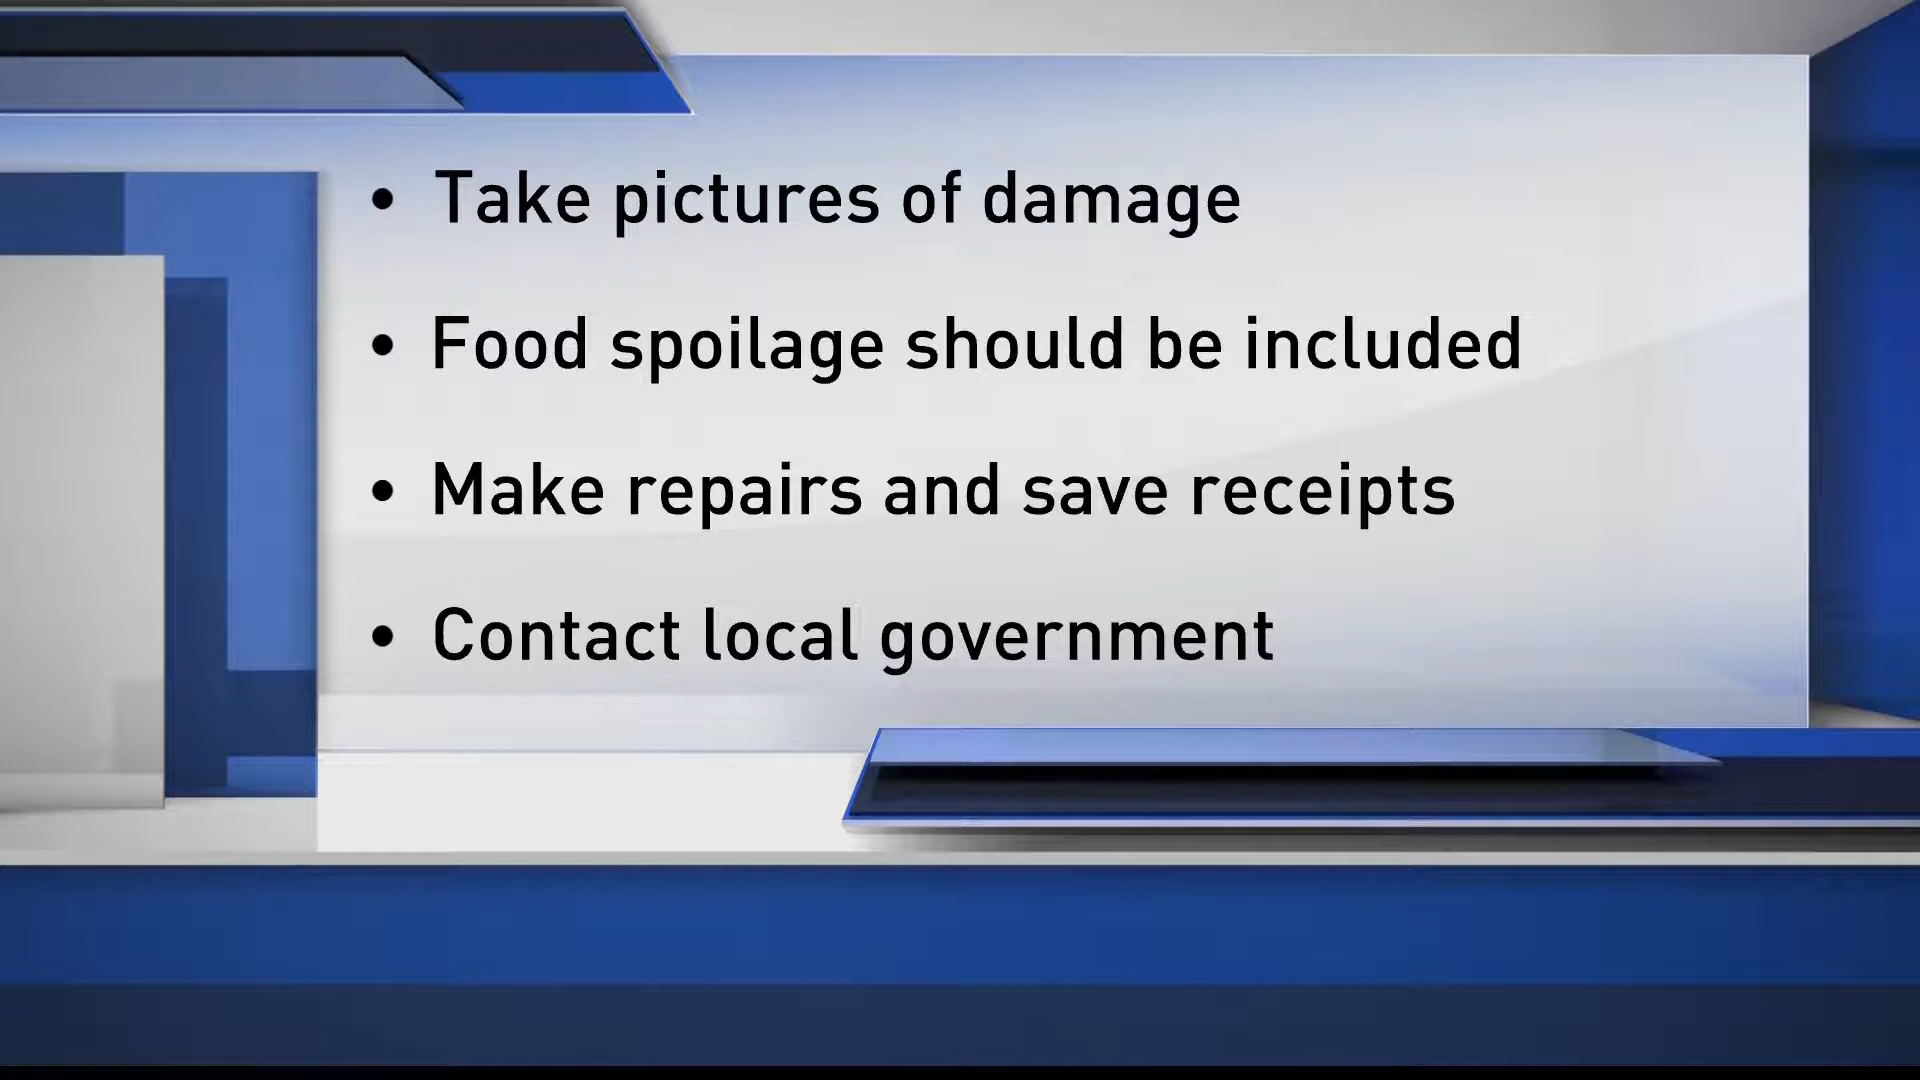 • Take pictures of damage
• Food spoilage should be included
• Make repairs and save receipts
• Contact local government